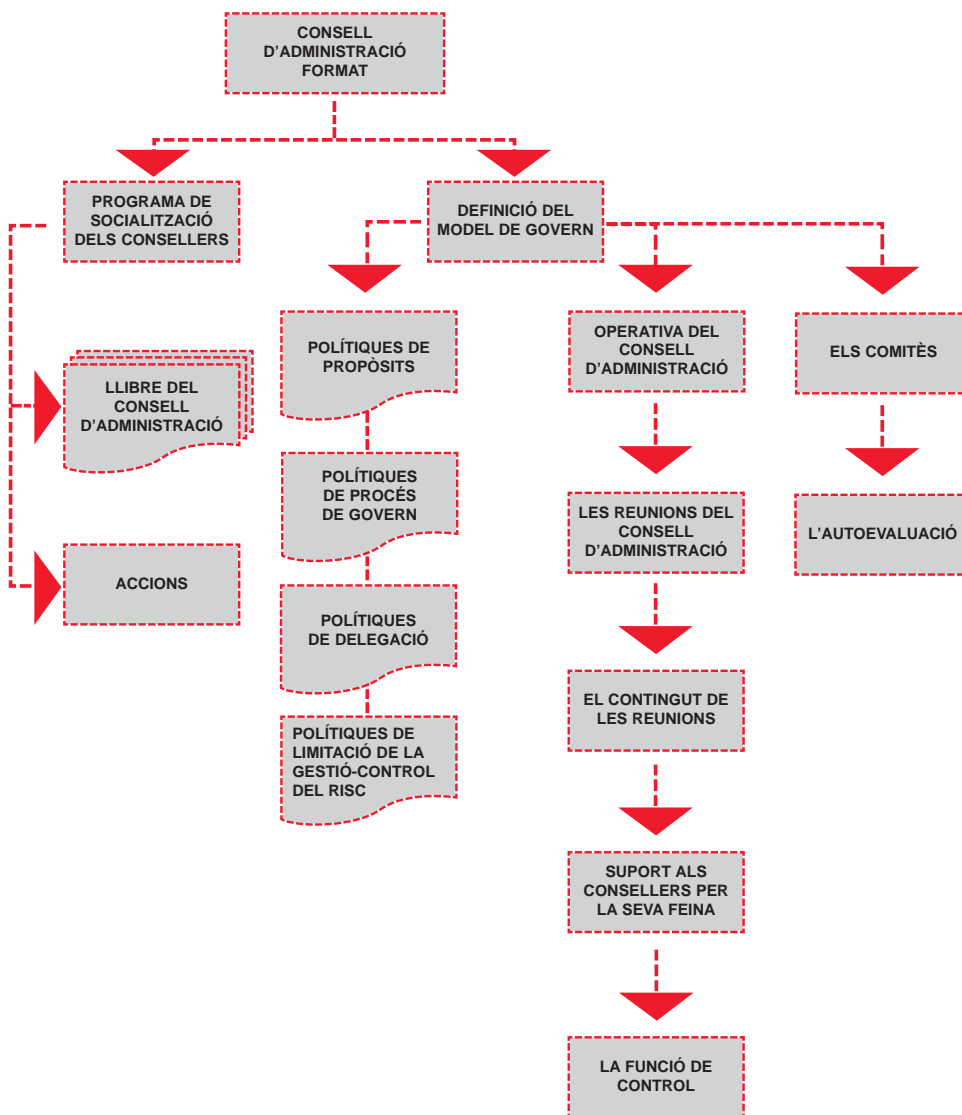 CONSELL
D'ADMINISTRACIÓ
FORMAT
PROGRAMA DE
SOCIALITZACIÓ
DELS CONSELLERS
DEFINICIÓ DEL
MODEL DE GOVERN
LLIBRE DEL
CONSELL
D'ADMINISTRACIÓ
ACCIONS
POLÍTIQUES DE
PROPÒSITS
POLÍTIQUES
DE PROCÉS
DE GOVERN
POLÍTIQUES
DE DELEGACIÓ
POLÍTIQUES DE
LIMITACIÓ DE LA
GESTIÓ-CONTROL
DEL RISC
OPERATIVA DEL
CONSELL
D'ADMINISTRACIÓ
LES REUNIONS DEL
CONSELL
D'ADMINISTRACIÓ
EL CONTINGUT DE
LES REUNIONS
SUPORT ALS
CONSELLERS PER
LA SEVA FEINA
LA FUNCIÓ DE
CONTROL
ELS COMITÈS
L'AUTOEVALUACIÓ